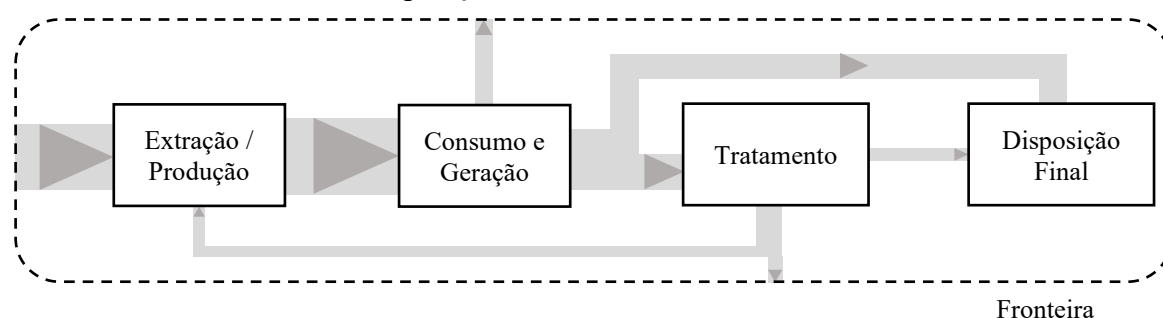 Extração /
Produção
Consumo e
Geração
Tratamento
Disposição
Final
Fronteira